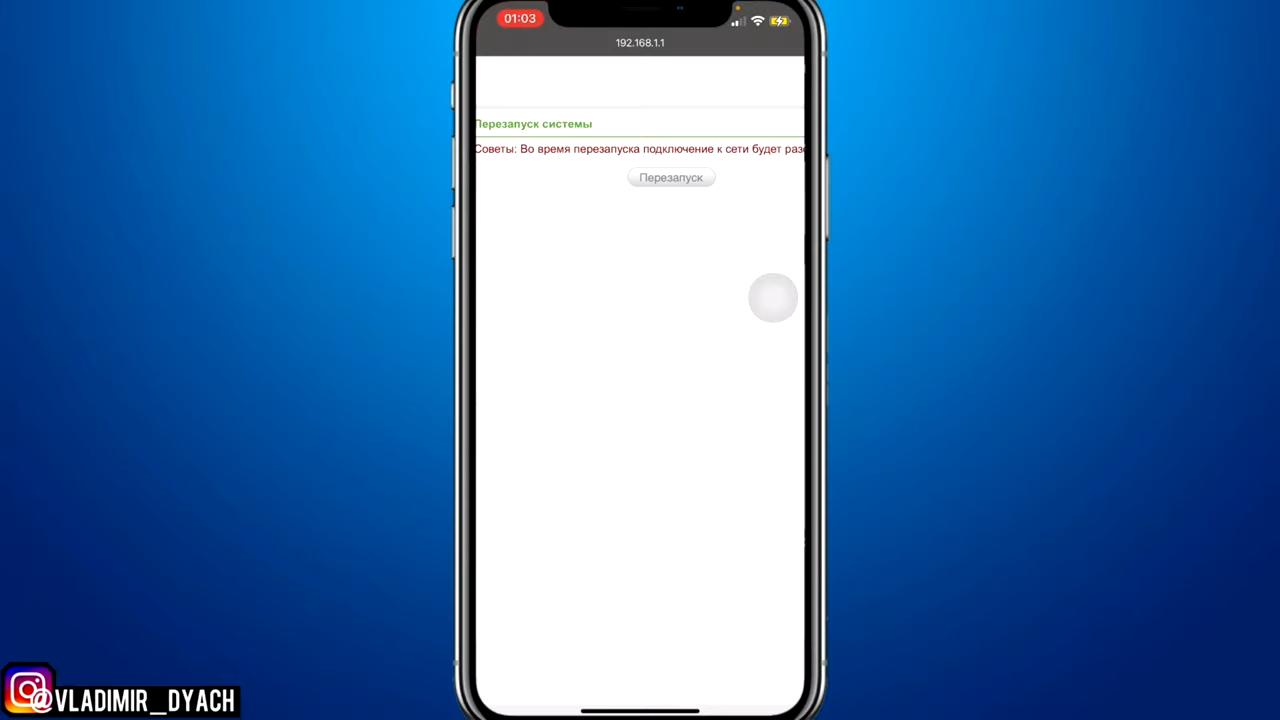 01:03
192.168.1.1
Перезапуск системы
Советы: Во время перезапуска подключение к сети будет
Перезапуск
@VLADIMIR_DYACH